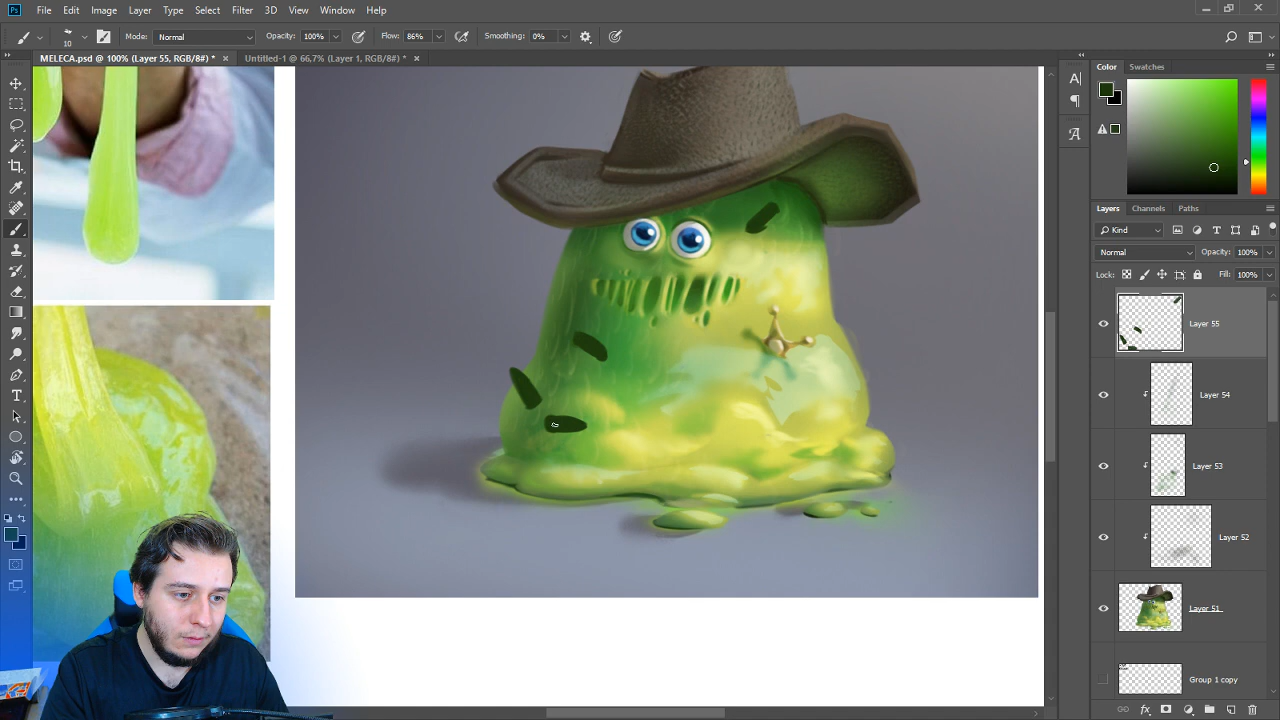 Ps File Edit Image Layer Type Select Filter 3D View Window Help
10 Mode: Normal Opacity: 100% Flow: 86% Smoothing: 0%
MELECA.psd @ 100% (Layer 55, RGB/8#) * × Untitled-1 @ 66,7% (Layer 1, RGB/8#) * ×
Color Swatches
Layers Channels Paths
Kind
Normal Opacity: 100%
Lock: Fill: 100%
Layer 55
Layer 54
Layer 53
Layer 52
Layer 51
Group 1 copy